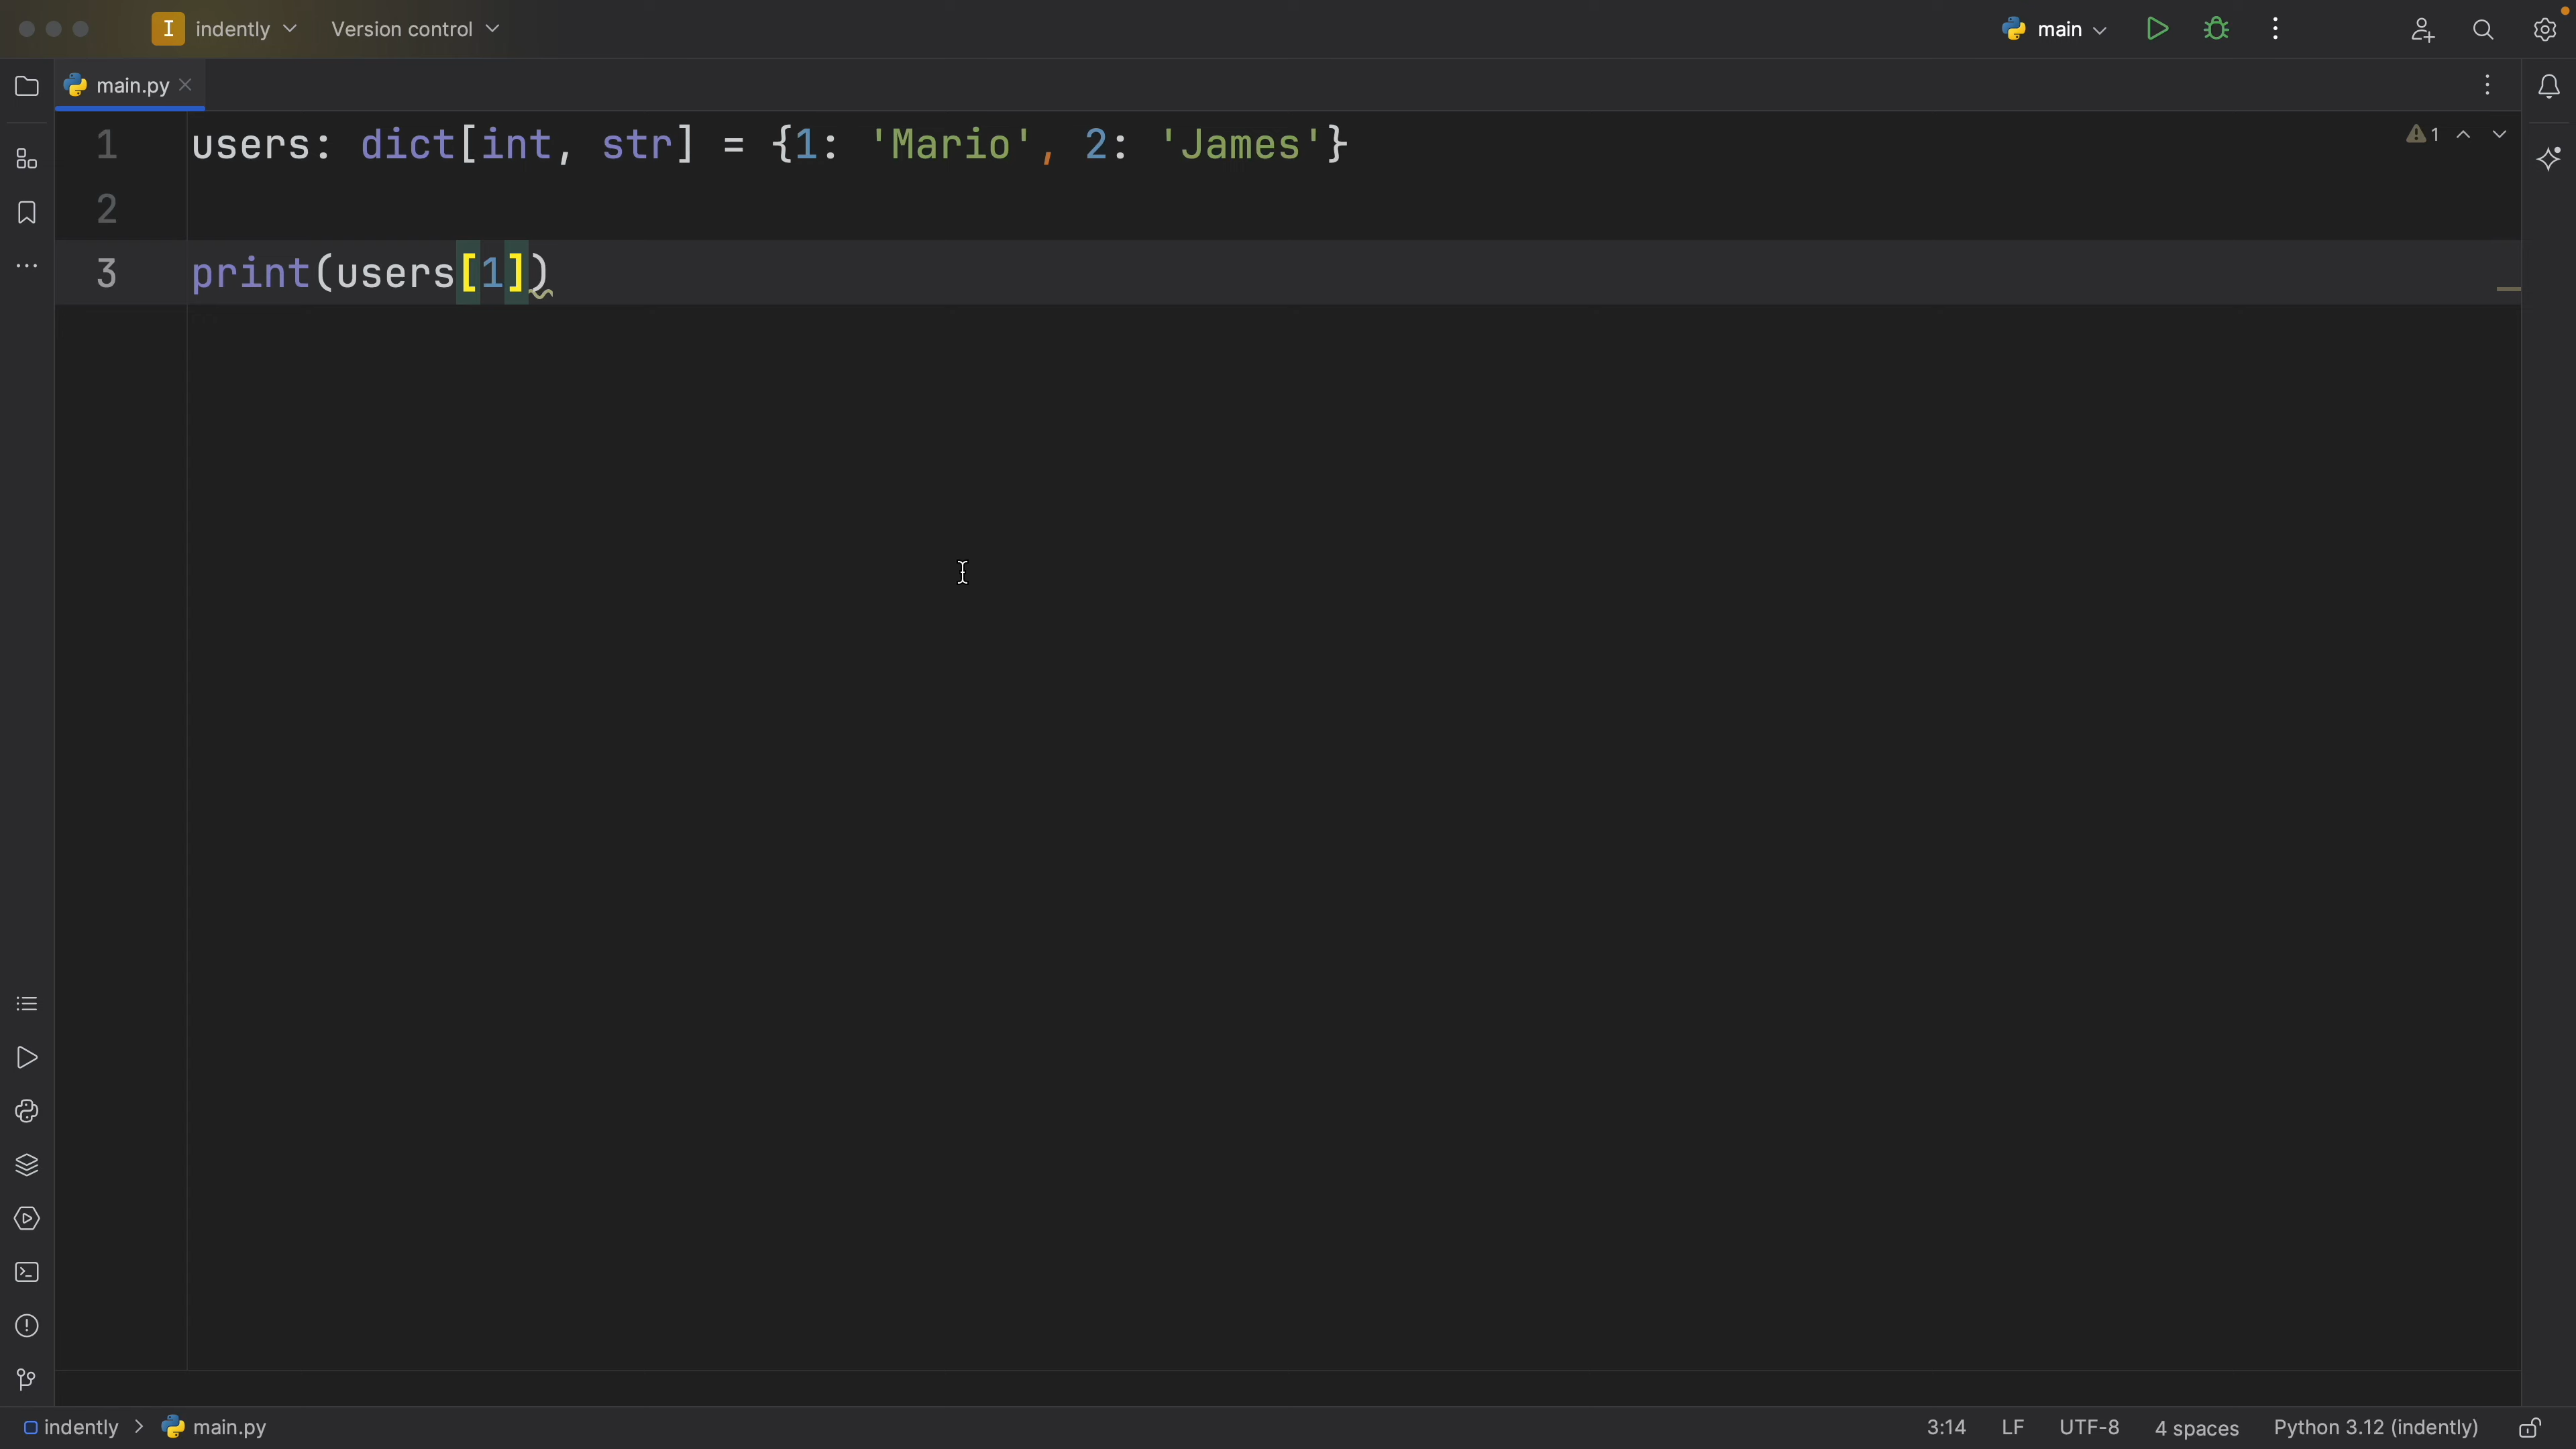 I indently Version control main
main.py
1 users: dict[int, str] = {1: 'Mario', 2: 'James'}
1
2
3 print(users[1])
indently > main.py 3:14 LF UTF-8 4 spaces Python 3.12 (indently)